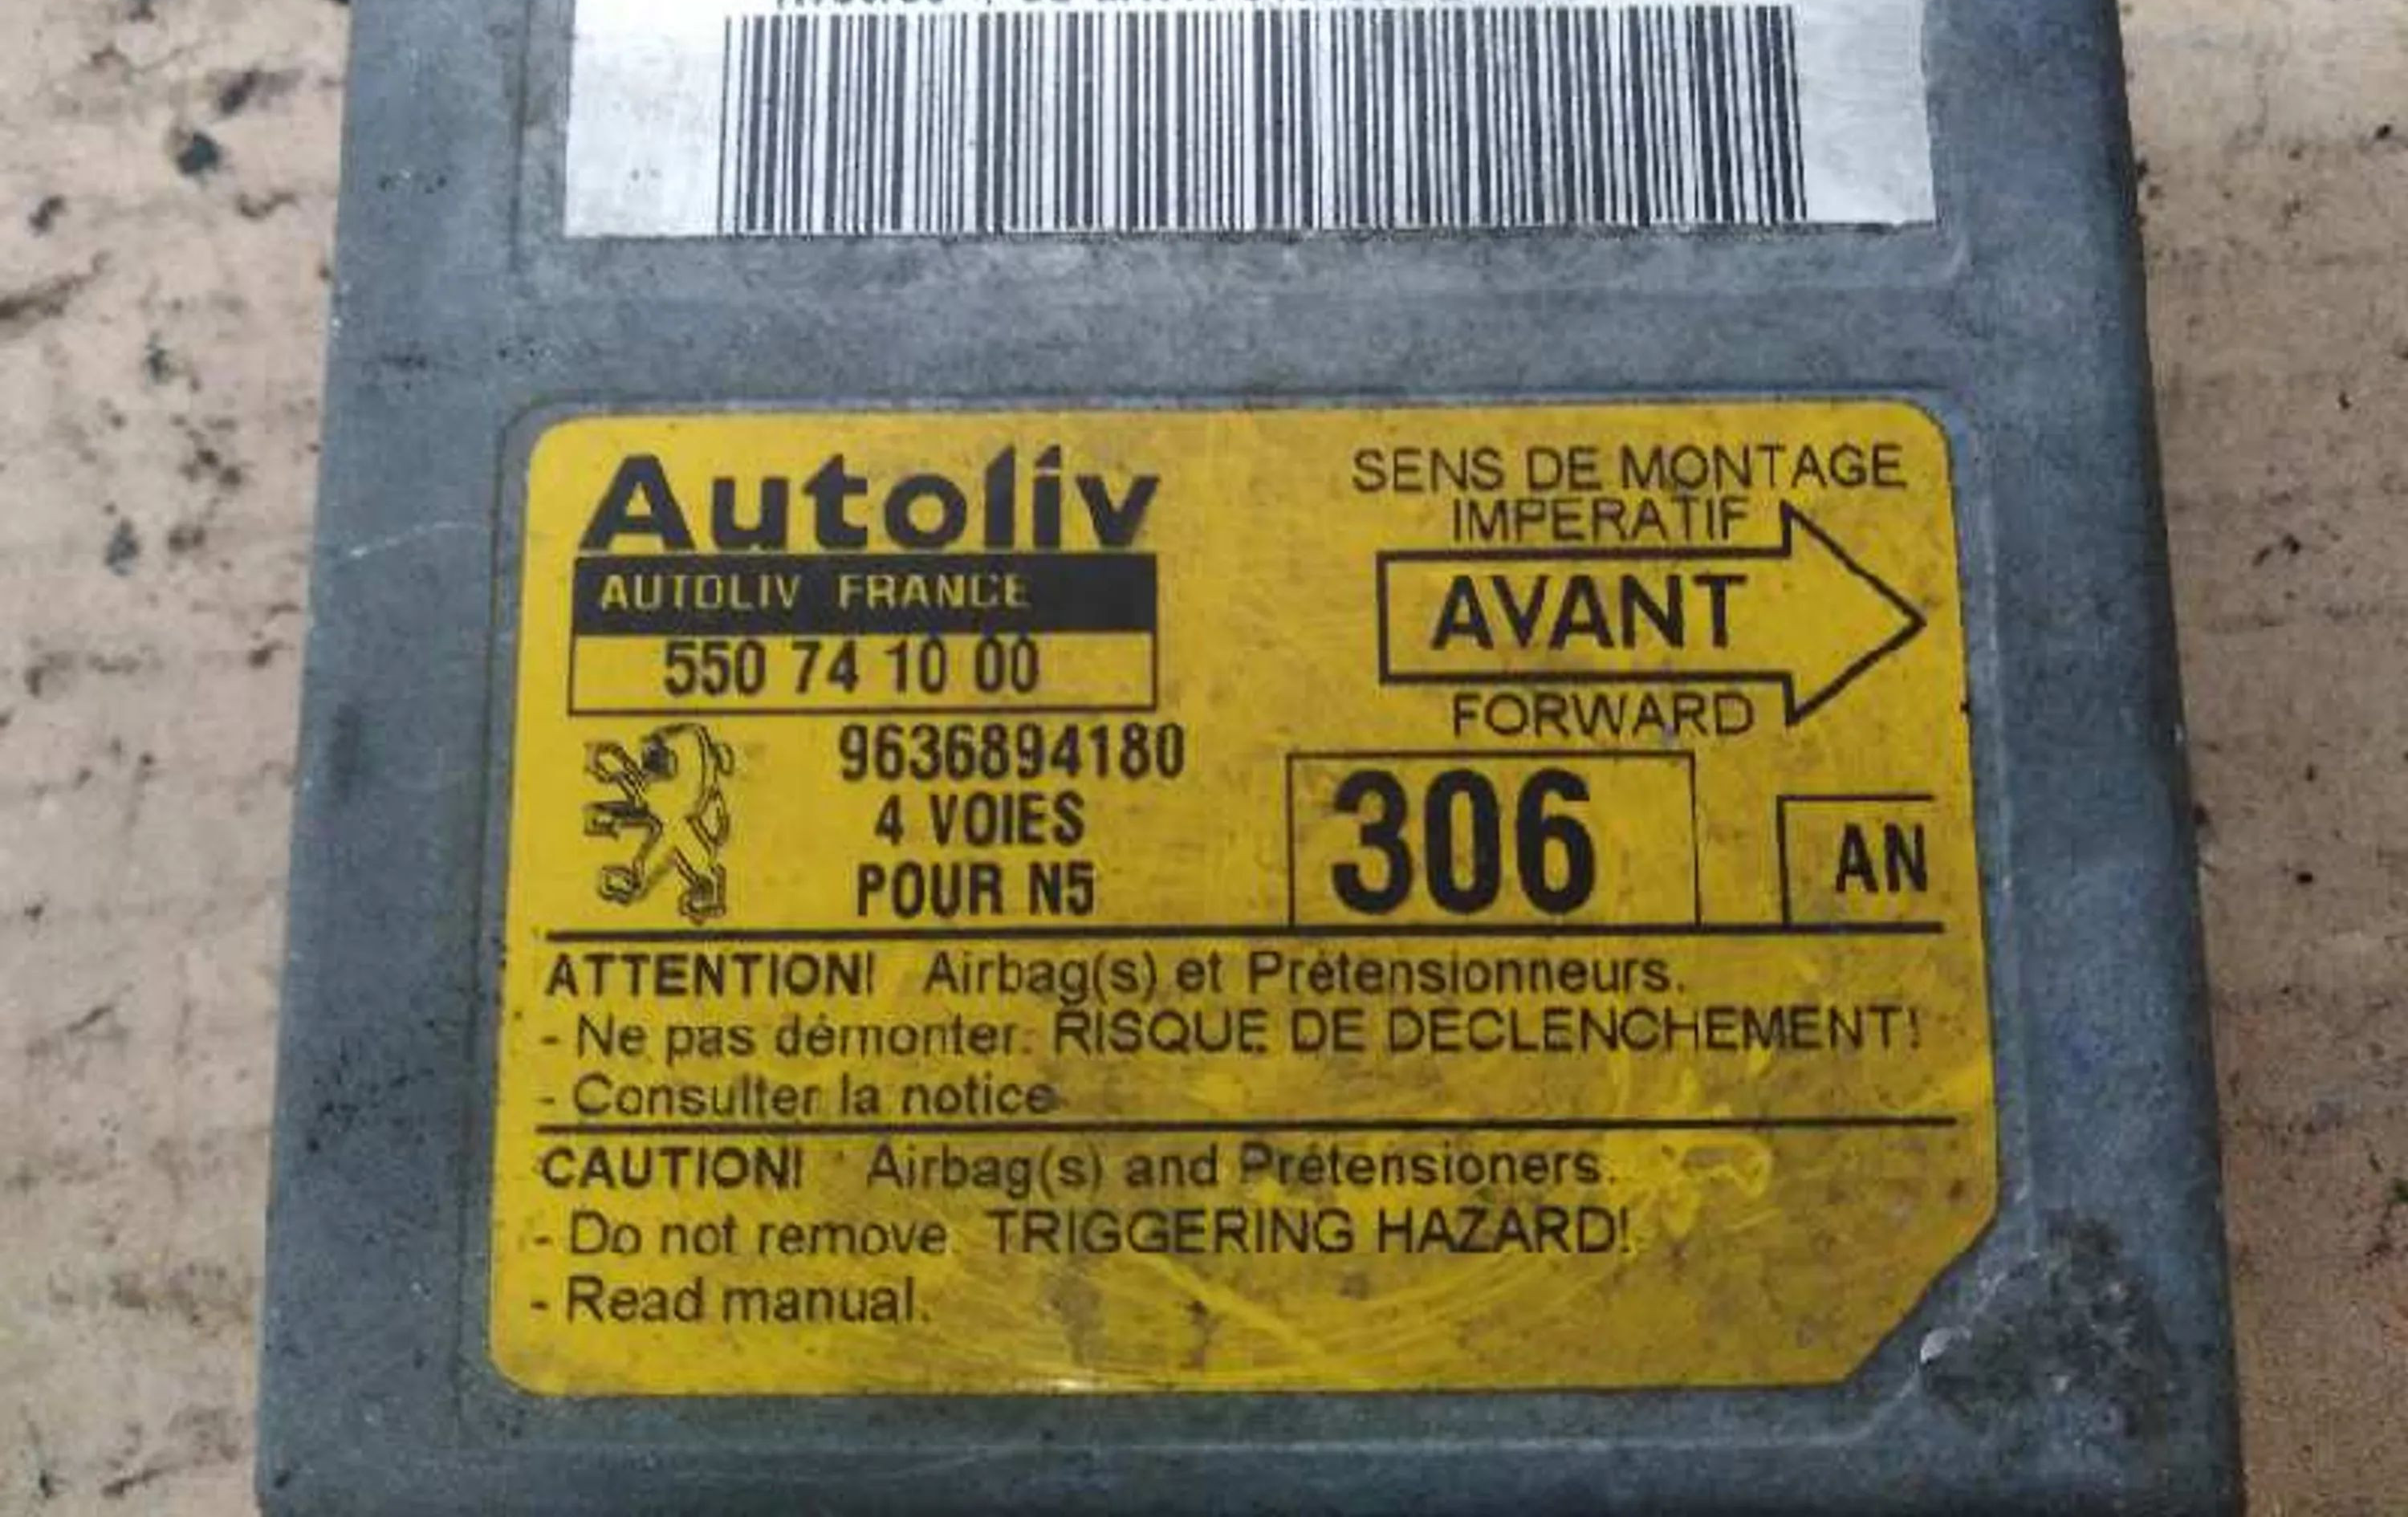 Autoliv
AUTOLIV FRANCE
550 74 10 00
9636894180
4 VOIES
POUR N5
SENS DE MONTAGE
IMPERATIF
AVANT
FORWARD
306
AN
ATTENTION! Airbag(s) et Prétensionneurs.
- Ne pas démonter: RISQUE DE DECLENCHEMENT!
- Consulter la notice
CAUTION! Airbag(s) and Prétensioners.
- Do not remove. TRIGGERING HAZARD!
- Read manual.